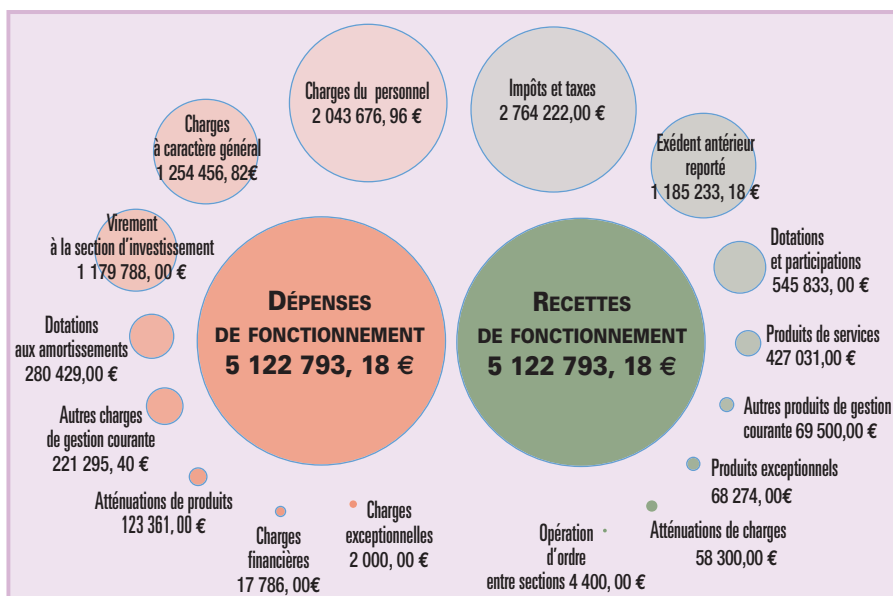 Charges du personnel
2 043 676, 96 €
Impôts et taxes
2 764 222,00 €
Charges
à caractère général
1 254 456, 82€
Exédent antérieur
reporté
1 185 233, 18 €
Virement
à la section d'investissement
1 179 788, 00 €
Dotations
et participations
545 833, 00 €
DÉPENSES
DE FONCTIONNEMENT
5 122 793, 18 €
RECETTES
DE FONCTIONNEMENT
5 122 793, 18 €
Dotations
aux amortissements
280 429,00 €
Produits de services
427 031,00 €
Autres charges
de gestion courante
221 295, 40 €
Autres produits de gestion
courante 69 500,00 €
Atténuations de produits
123 361, 00 €
Produits exceptionnels
68 274, 00€
Charges
financières
17 786, 00€
Charges
exceptionnelles
2 000, 00 €
Opération
d'ordre
entre sections 4 400, 00 €
Atténuations de charges
58 300,00 €